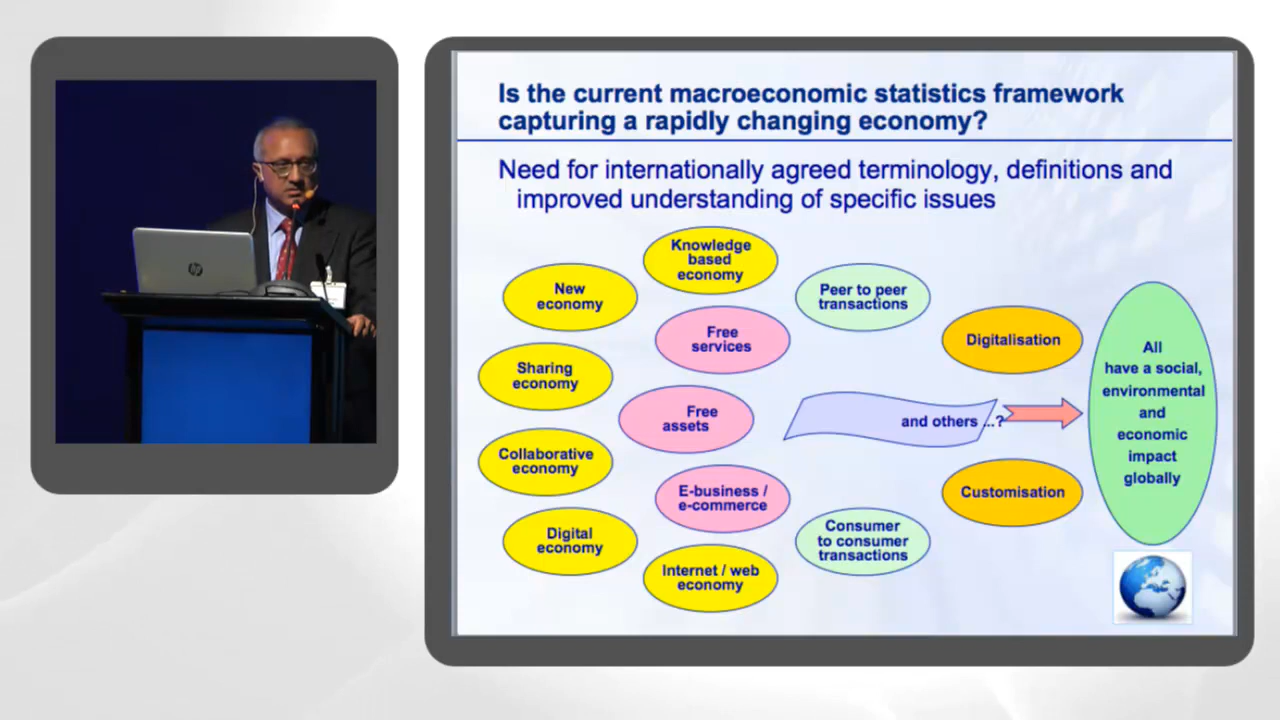 Is the current macroeconomic statistics framework
capturing a rapidly changing economy?
Need for internationally agreed terminology, definitions and
improved understanding of specific issues
Knowledge
based
economy
New
economy
Peer to peer
transactions
Free
services
Digitalisation
Sharing
economy
Free
assets
and others ...?
All
have a social,
environmental
and
economic
impact
globally
Collaborative
economy
E-business /
e-commerce
Customisation
Digital
economy
Consumer
to consumer
transactions
Internet / web
economy
hp